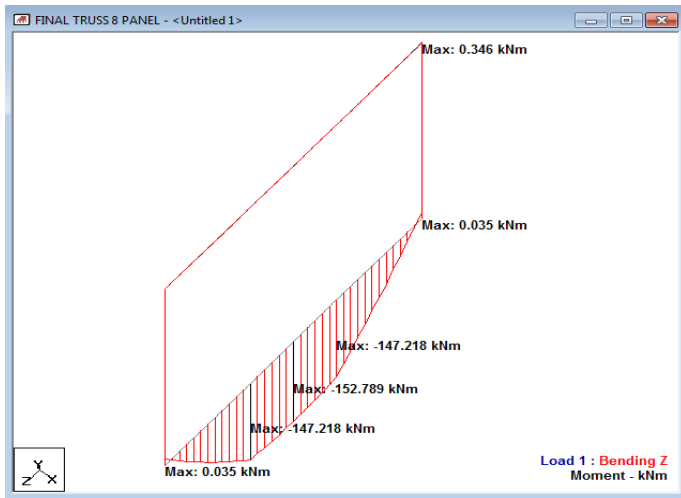 FINAL TRUSS 8 PANEL - <Untitled 1>
Max: 0.346 kNm
Max: 0.035 kNm
Max: -147.218 kNm
Max: -152.789 kNm
Max: -147.218 kNm
Max: 0.035 kNm
Load 1 : Bending Z
Moment - kNm
Y
Z X